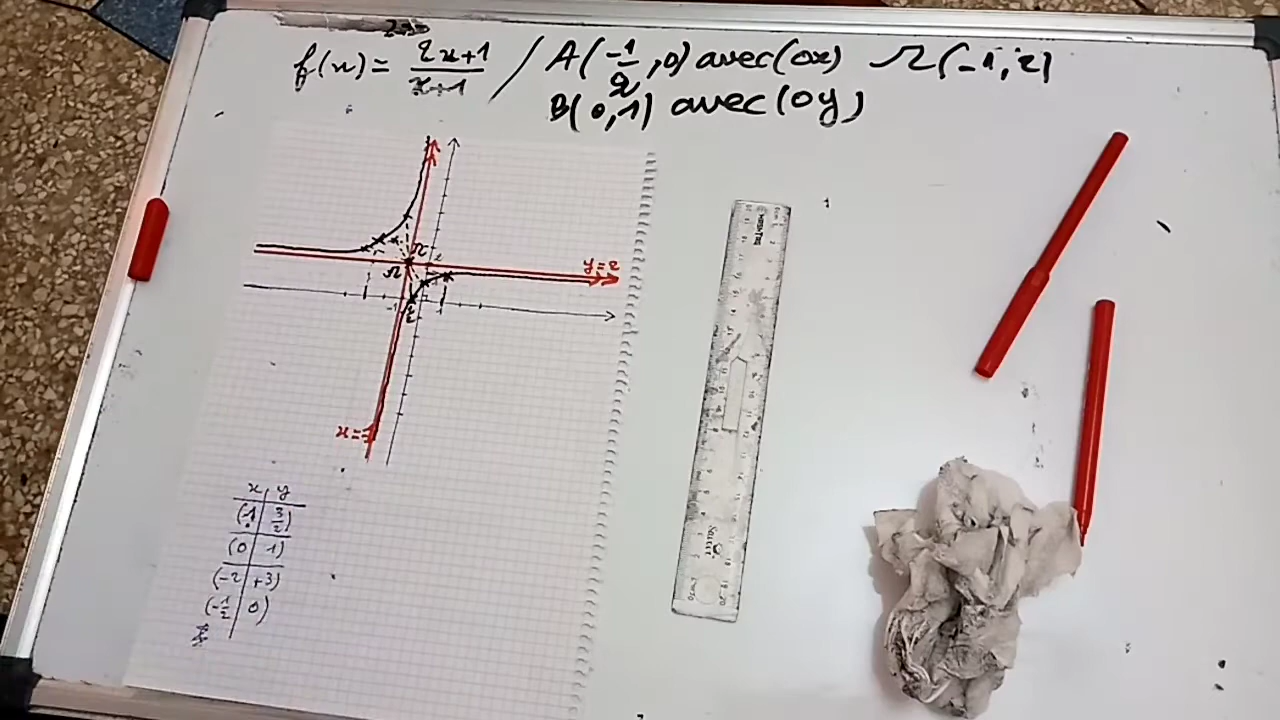 f(x) = 2x+1 / x+1 / A(-1/2, 0) avec (ox) Ω(-1, 2)
B(0, 1) avec (oy)
Ω
Ω
y=2
x=-1
x | y
(1 | 3/2)
(0 | 1)
(-2 | +3)
(-1/2 | 0)